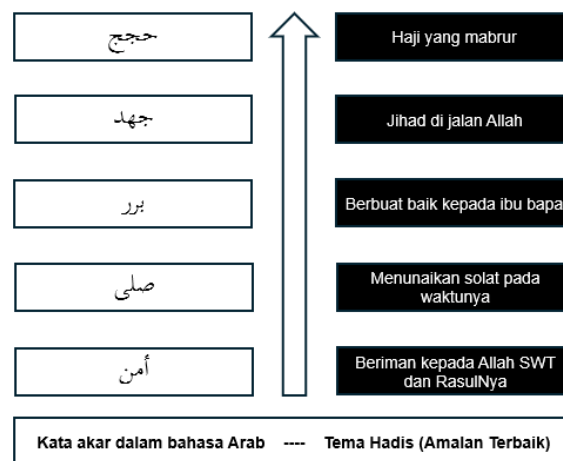 حجج
Haji yang mabrur
جهد
Jihad di jalan Allah
برر
Berbuat baik kepada ibu bapa
صلى
Menunaikan solat pada
waktunya
أمن
Beriman kepada Allah SWT
dan RasulNya
Kata akar dalam bahasa Arab ---- Tema Hadis (Amalan Terbaik)